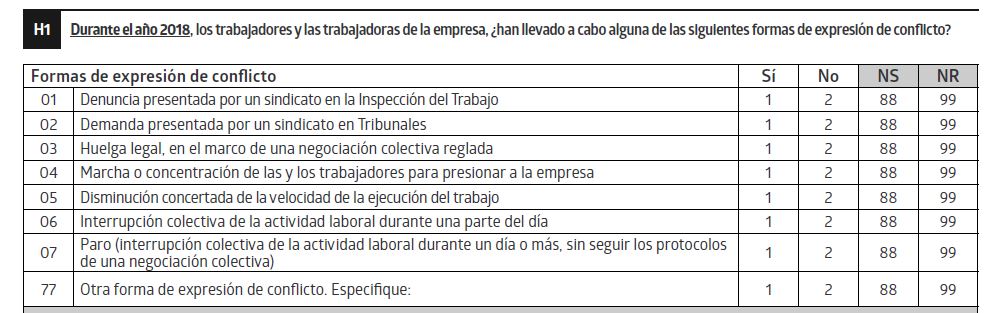 H1 Durante el año 2018, los trabajadores y las trabajadoras de la empresa, ¿han llevado a cabo alguna de las siguientes formas de expresión de conflicto?
Formas de expresión de conflicto Sí No NS NR
01 Denuncia presentada por un sindicato en la Inspección del Trabajo 1 2 88 99
02 Demanda presentada por un sindicato en Tribunales 1 2 88 99
03 Huelga legal, en el marco de una negociación colectiva reglada 1 2 88 99
04 Marcha o concentración de las y los trabajadores para presionar a la empresa 1 2 88 99
05 Disminución concertada de la velocidad de la ejecución del trabajo 1 2 88 99
06 Interrupción colectiva de la actividad laboral durante una parte del día 1 2 88 99
07 Paro (interrupción colectiva de la actividad laboral durante un día o más, sin seguir los protocolos
de una negociación colectiva) 1 2 88 99
77 Otra forma de expresión de conflicto. Especifique: 1 2 88 99